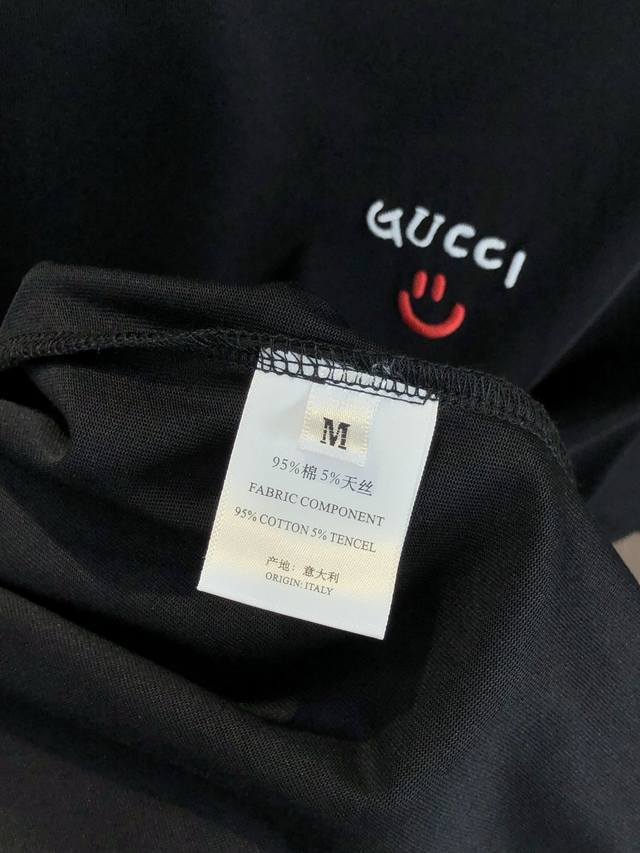 GUCCI
M
95%棉 5%天丝
FABRIC COMPONENT
95% COTTON 5% TENCEL
产地：意大利
ORIGIN: ITALY